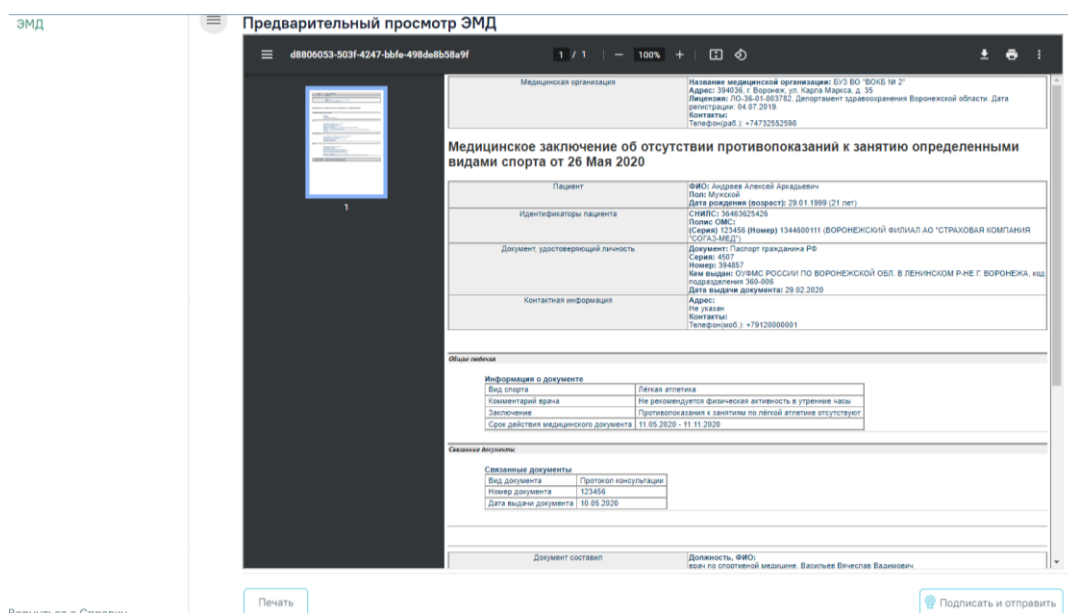 ЭМД
Предварительный просмотр ЭМД
d8806053-503f-4247-bbfe-498de8b58a9f 1 / 1 100%
1
Медицинская организация
Название медицинской организации: БУЗ ВО "ВОКБ № 2"
Адрес: 394036, г. Воронеж, ул. Карла Маркса, д. 35
Лицензия: ЛО-36-01-003782, Департамент здравоохранения Воронежской области. Дата
регистрации: 04.07.2019.
Контакты:
Телефон(раб.): +74732552596
Медицинское заключение об отсутствии противопоказаний к занятию определенными
видами спорта от 26 Мая 2020
Пациент
ФИО: Андреев Алексей Аркадьевич
Пол: Мужской
Дата рождения (возраст): 29.01.1999 (21 лет)
Идентификаторы пациента
СНИЛС: 36463625426
Полис ОМС:
(Серия) 123456 (Номер) 1344600111 (ВОРОНЕЖСКИЙ ФИЛИАЛ АО "СТРАХОВАЯ КОМПАНИЯ
"СОГАЗ-МЕД")
Документ, удостоверяющий личность
Документ: Паспорт гражданина РФ
Серия: 4507
Номер: 394857
Кем выдан: ОУФМС РОССИИ ПО ВОРОНЕЖСКОЙ ОБЛ. В ЛЕНИНСКОМ Р-НЕ Г. ВОРОНЕЖА, код
подразделения 360-006
Дата выдачи документа: 29.02.2020
Контактная информация
Адрес:
Не указан
Контакты:
Телефон(моб.): +79120000001
Общие сведения
Информация о документе
Вид спорта Лёгкая атлетика
Комментарий врача Не рекомендуется физическая активность в утренние часы
Заключение Противопоказания к занятиям по лёгкой атлетике отсутствуют
Срок действия медицинского документа 11.05.2020 - 11.11.2020
Связанные документы
Связанные документы
Вид документа Протокол консультации
Номер документа 123456
Дата выдачи документа 10.05.2020
Документ составил
Должность, ФИО:
врач по спортивной медицине, Васильев Вячеслав Вадимович
Печать
Подписать и отправить
Вернуться в Справку